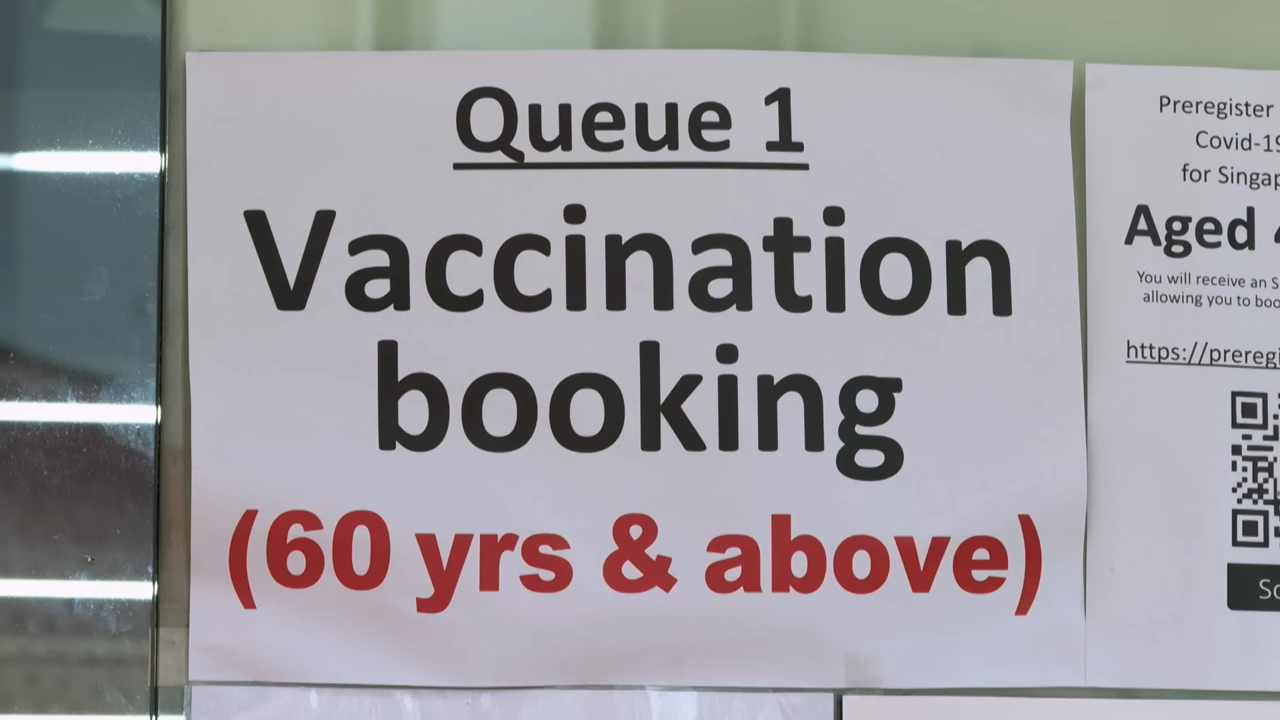 Queue 1
Vaccination
booking
(60 yrs & above)
Preregister
Covid-19
for Singap
Aged
You will receive an S
allowing you to boo
https://preregi
Sc